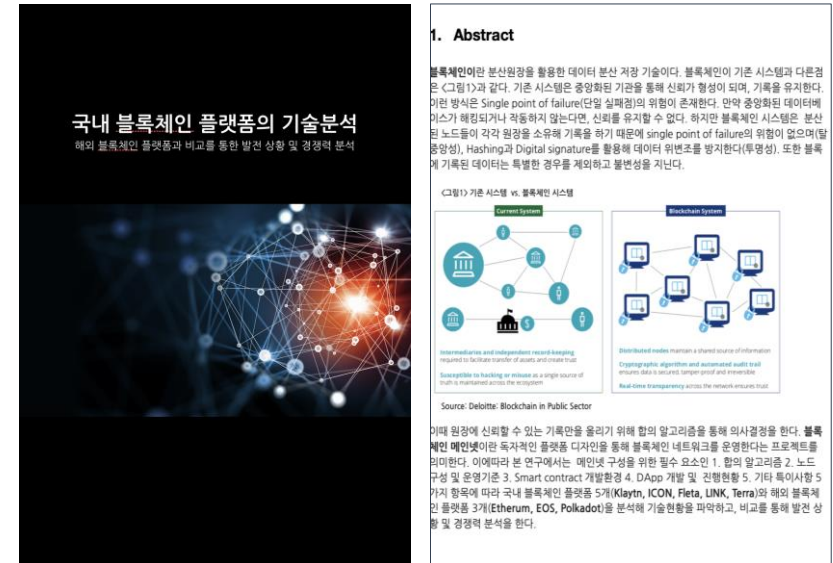 국내 블록체인 플랫폼의 기술분석
해외 블록체인 플랫폼과 비교를 통한 발전 상황 및 경쟁력 분석
1. Abstract
블록체인이란 분산원장을 활용한 데이터 분산 저장 기술이다. 블록체인이 기존 시스템과 다른점
은 <그림1>과 같다. 기존 시스템은 중앙화된 기관을 통해 신뢰가 형성이 되며, 기록을 유지한다.
이런 방식은 Single point of failure(단일 실패점)의 위험이 존재한다. 만약 중앙화된 데이터베
이스가 해킹되거나 작동하지 않는다면, 신뢰를 유지할 수 없다. 하지만 블록체인 시스템은 분산
된 노드들이 각각 원장을 소유해 기록을 하기 때문에 single point of failure의 위험이 없으며(탈
중앙성), Hashing과 Digital signature를 활용해 데이터 위변조를 방지한다(투명성). 또한 블록
에 기록된 데이터는 특별한 경우를 제외하고 불변성을 지닌다.
<그림1> 기존 시스템 vs. 블록체인 시스템
Current System
Blockchain System
Intermediaries and independent record-keeping
required to facilitate transfer of assets and create trust
Susceptible to hacking or misuse as a single source of
truth is maintained across the ecosystem
Distributed nodes maintain a shared source of information
Cryptographic algorithm and automated audit trail
ensures data is secured, tamper-proof and irreversible
Real-time transparency across the network ensures trust
Source: Deloitte: Blockchain in Public Sector
이때 원장에 신뢰할 수 있는 기록만을 올리기 위해 합의 알고리즘을 통해 의사결정을 한다. 블록
체인 메인넷이란 독자적인 플랫폼 디자인을 통해 블록체인 네트워크를 운영한다는 프로젝트를
의미한다. 이에따라 본 연구에서는 메인넷 구성을 위한 필수 요소인 1. 합의 알고리즘 2. 노드
구성 및 운영기준 3. Smart contract 개발환경 4. DApp 개발 및 진행현황 5. 기타 특이사항 5
가지 항목에 따라 국내 블록체인 플랫폼 5개(Klaytn, ICON, Fleta, LINK, Terra)와 해외 블록체
인 플랫폼 3개(Etherum, EOS, Polkadot)을 분석해 기술현황을 파악하고, 비교를 통해 발전 상
황 및 경쟁력 분석을 한다.